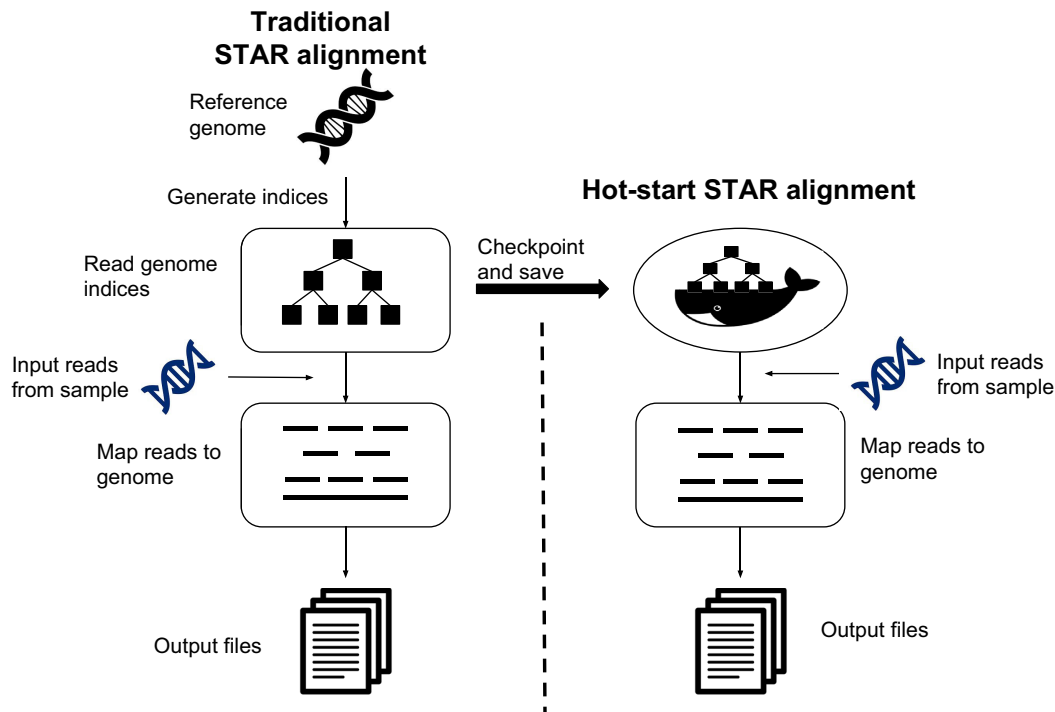 Traditional
STAR alignment
Reference
genome
Generate indices
Hot-start STAR alignment
Read genome
indices
Checkpoint
and save
Input reads
from sample
Input reads
from sample
Map reads to
genome
Map reads to
genome
Output files
Output files